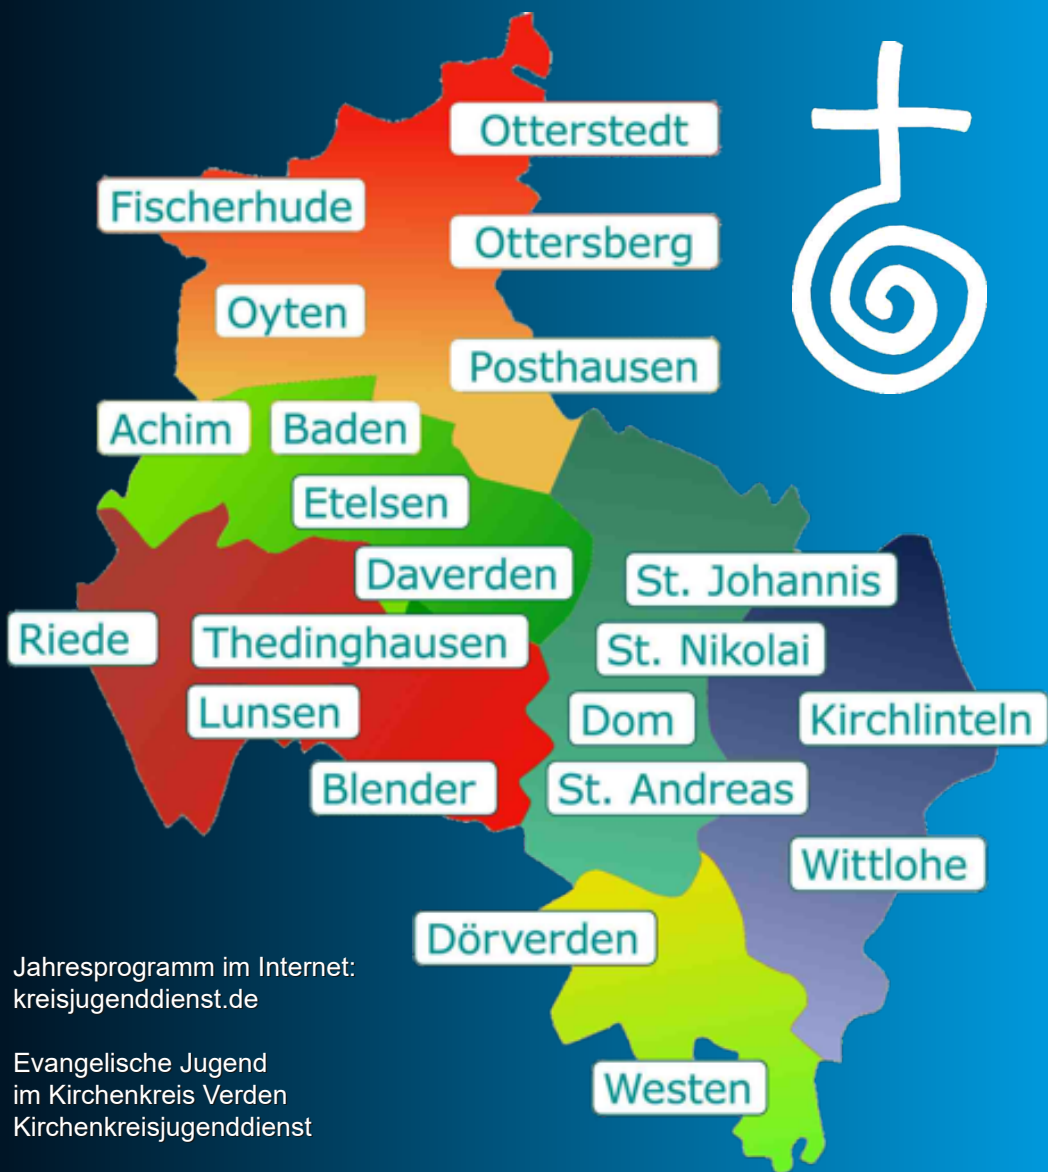 Otterstedt
Fischerhude
Ottersberg
Oyten
Posthausen
Achim
Baden
Etelsen
Daverden
St. Johannis
Riede
Thedinghausen
St. Nikolai
Lunsen
Dom
Kirchlinteln
Blender
St. Andreas
Wittlohe
Dörverden
Westen
Jahresprogramm im Internet:
kreisjugenddienst.de
Evangelische Jugend
im Kirchenkreis Verden
Kirchenkreisjugenddienst